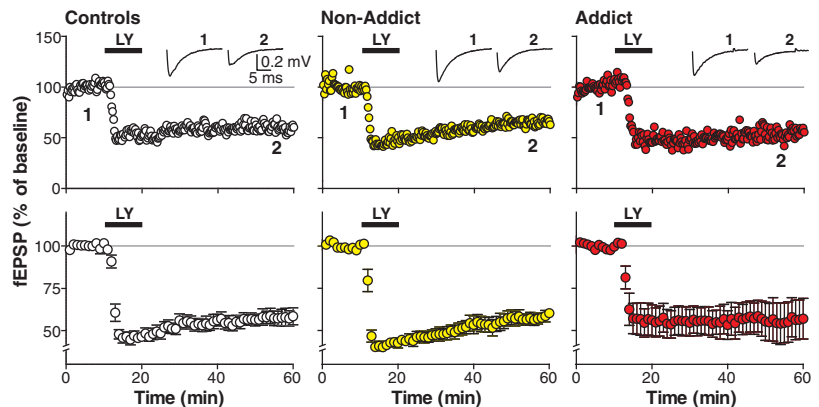 Controls
Non-Addict
Addict
fEPSP (% of baseline)
150
100
50
0
LY
1
2
0.2 mV
5 ms
1
2
LY
1
2
1
2
LY
1
2
1
2
100
50
LY
LY
LY
0 20 40 60
0 20 40 60
0 20 40 60
Time (min)
Time (min)
Time (min)